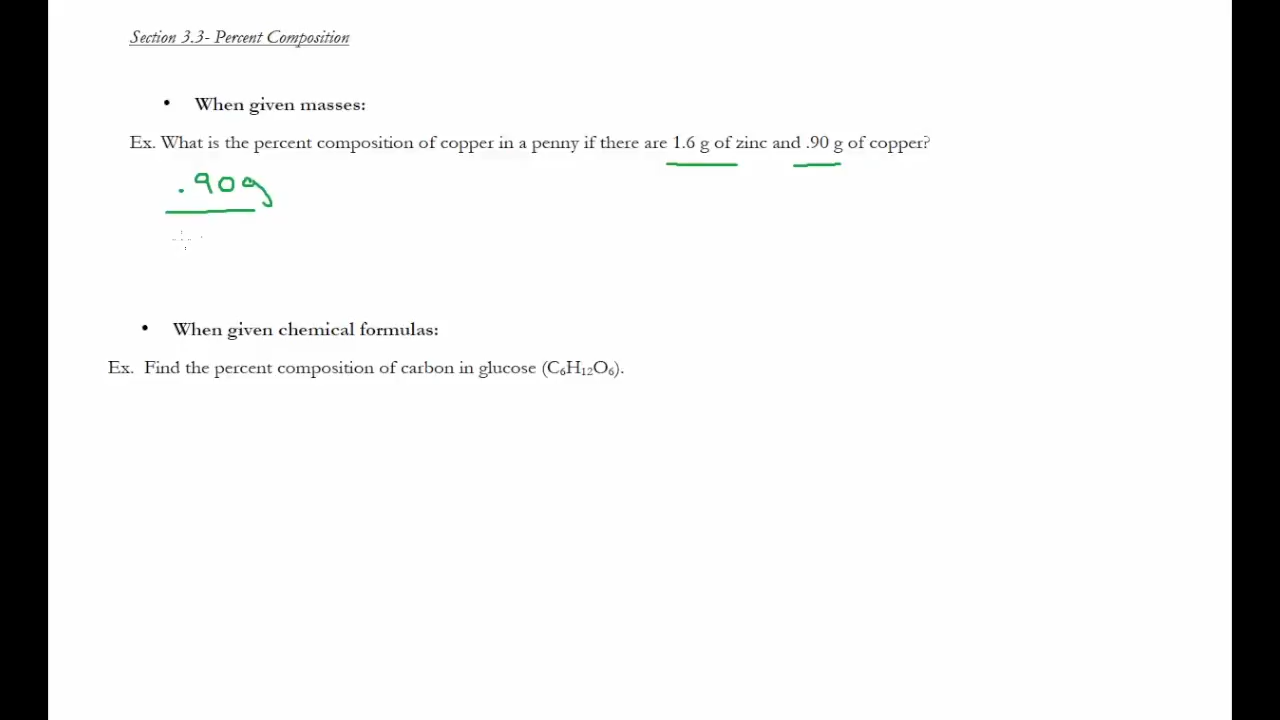 Section 3.3- Percent Composition
• When given masses:
Ex. What is the percent composition of copper in a penny if there are 1.6 g of zinc and .90 g of copper?
.90g
• When given chemical formulas:
Ex. Find the percent composition of carbon in glucose (C₆H₁₂O₆).